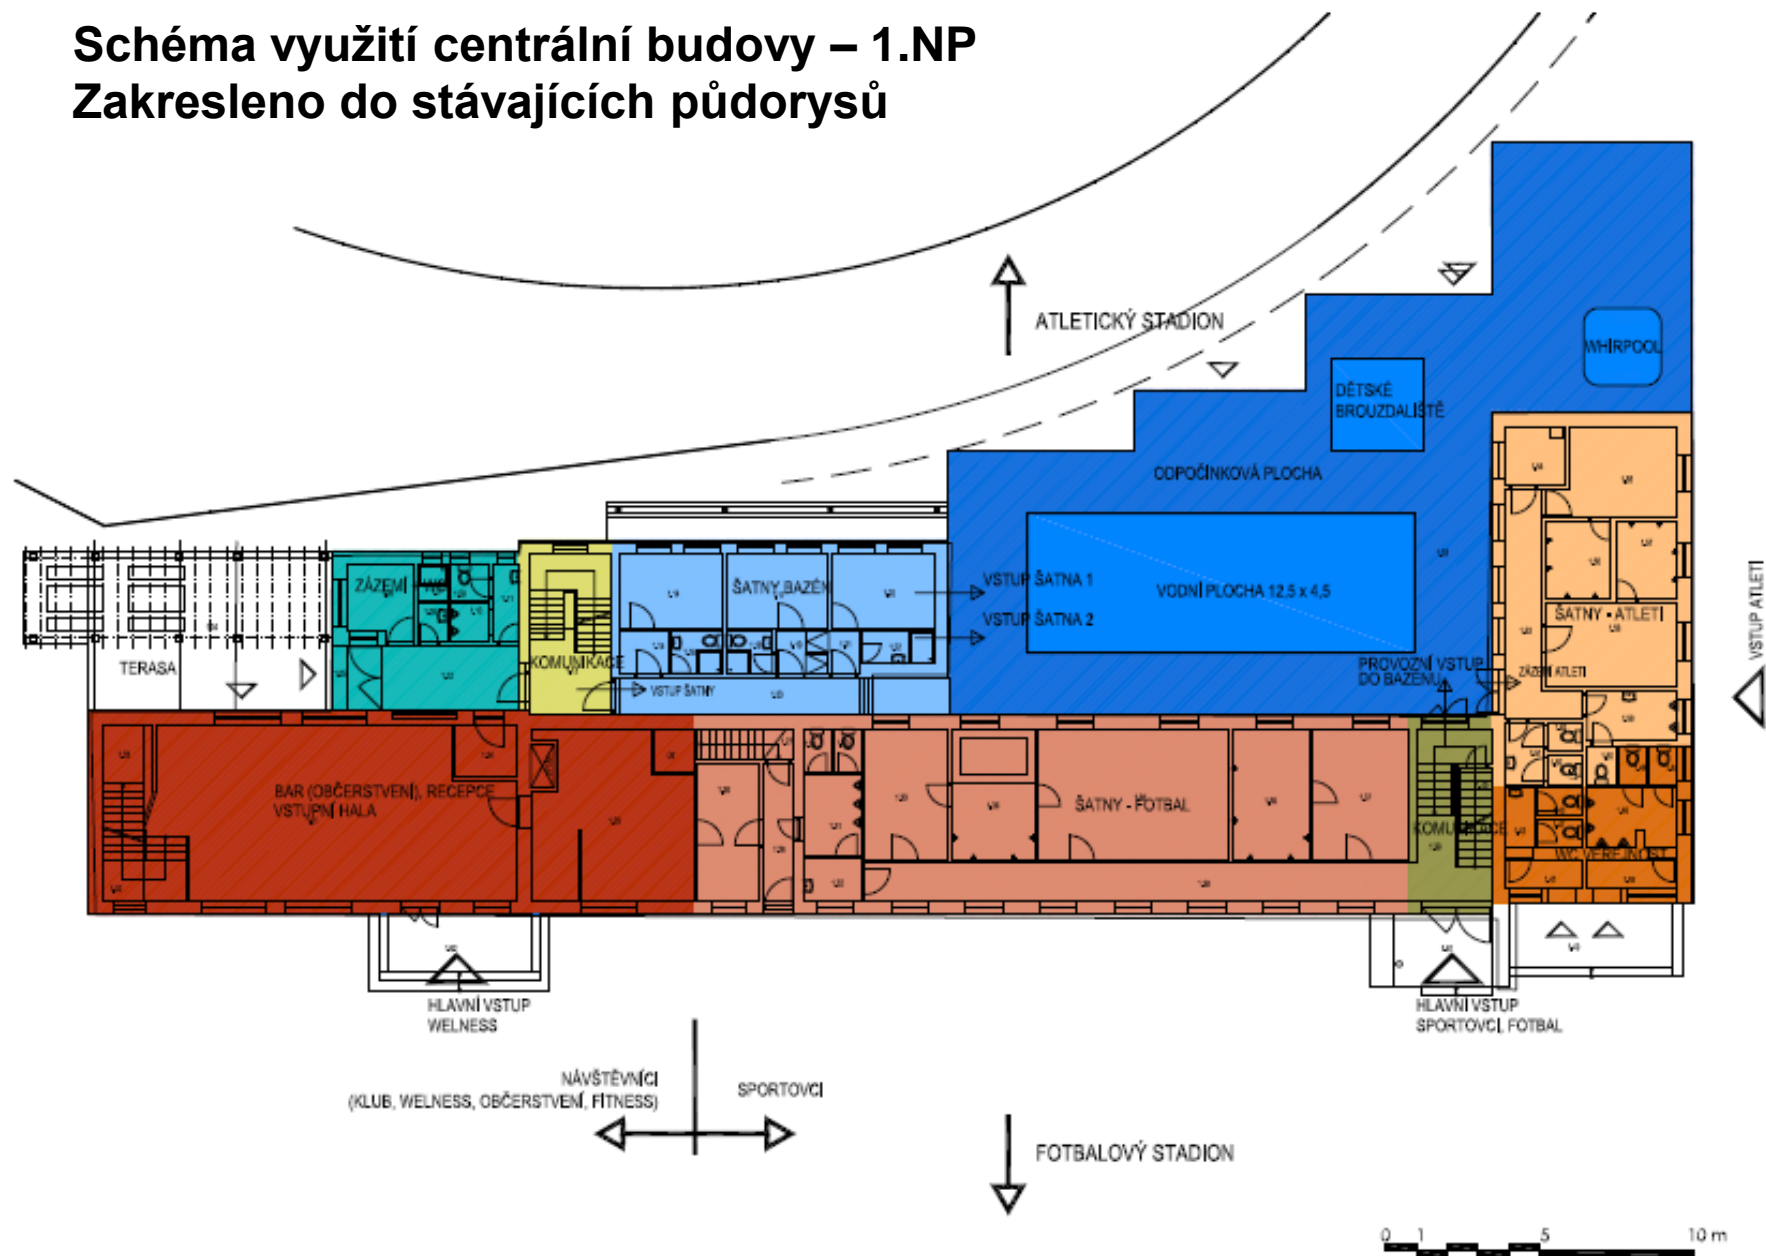 Schéma využití centrální budovy – 1.NP
Zakresleno do stávajících půdorysů
ATLETICKÝ STADION
WHIRPOOL
DĚTSKÉ
BROUZDALIŠTĚ
ODPOČINKOVÁ PLOCHA
ZÁZEMÍ
WC
ŠATNY BAZÉN
VSTUP ŠATNA 1
VSTUP ŠATNA 2
VODNÍ PLOCHA 12,5 x 4,5
ŠATNY - ATLETI
VSTUP ATLETI
TERASA
KOMUNIKACE
VSTUP ŠATNY
PROVOZNÍ VSTUP
DO BAZÉNU
ZÁZEMÍ ATLETI
BAR (OBČERSTVENÍ), RECEPCE
VSTUPNÍ HALA
ŠATNY - FOTBAL
KOMUNIKACE
WC VEŘEJNOST
HLAVNÍ VSTUP
WELNESS
HLAVNÍ VSTUP
SPORTOVCI, FOTBAL
NÁVŠTĚVNÍCI
(KLUB, WELNESS, OBČERSTVENÍ, FITNESS)
SPORTOVCI
FOTBALOVÝ STADION
0 1 5 10 m